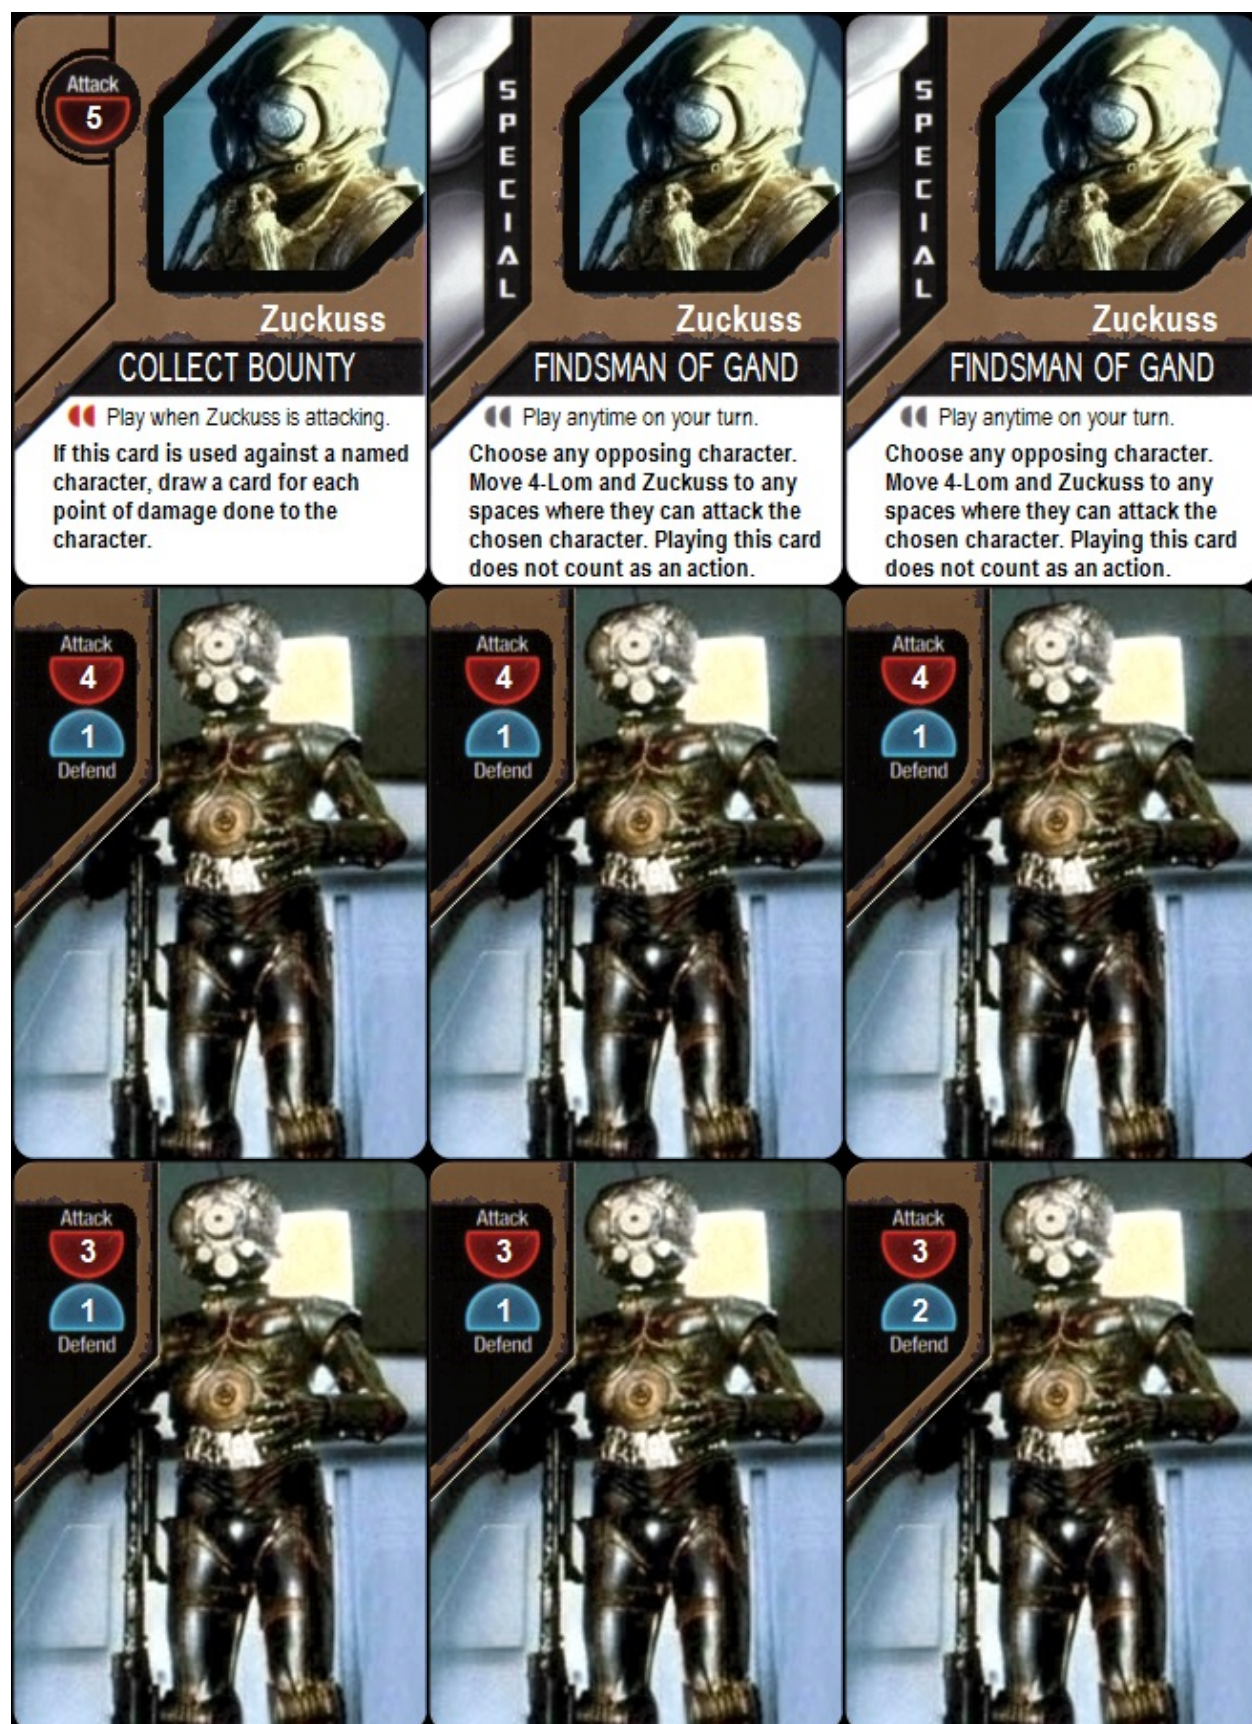 Attack
5
Zuckuss
COLLECT BOUNTY
Play when Zuckuss is attacking.
If this card is used against a named
character, draw a card for each
point of damage done to the
character.
SPECIAL
Zuckuss
FINDSMAN OF GAND
Play anytime on your turn.
Choose any opposing character.
Move 4-Lom and Zuckuss to any
spaces where they can attack the
chosen character. Playing this card
does not count as an action.
SPECIAL
Zuckuss
FINDSMAN OF GAND
Play anytime on your turn.
Choose any opposing character.
Move 4-Lom and Zuckuss to any
spaces where they can attack the
chosen character. Playing this card
does not count as an action.
Attack
4
1
Defend
Attack
4
1
Defend
Attack
4
1
Defend
Attack
3
1
Defend
Attack
3
1
Defend
Attack
3
2
Defend